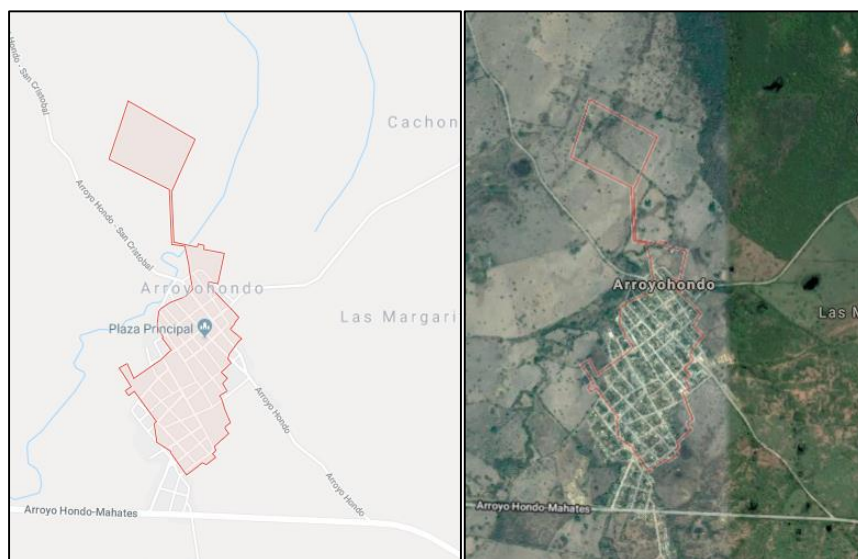 Hondo - San Cristobal
Cachon
Arroyo Hondo - San Cristobal
Arroyohondo
Las Margari
Plaza Principal
Arroyo Hondo
Arroyo Hondo
Arroyo Hondo-Mahates
Arroyohondo
Las M
Arroyo Hondo-Mahates